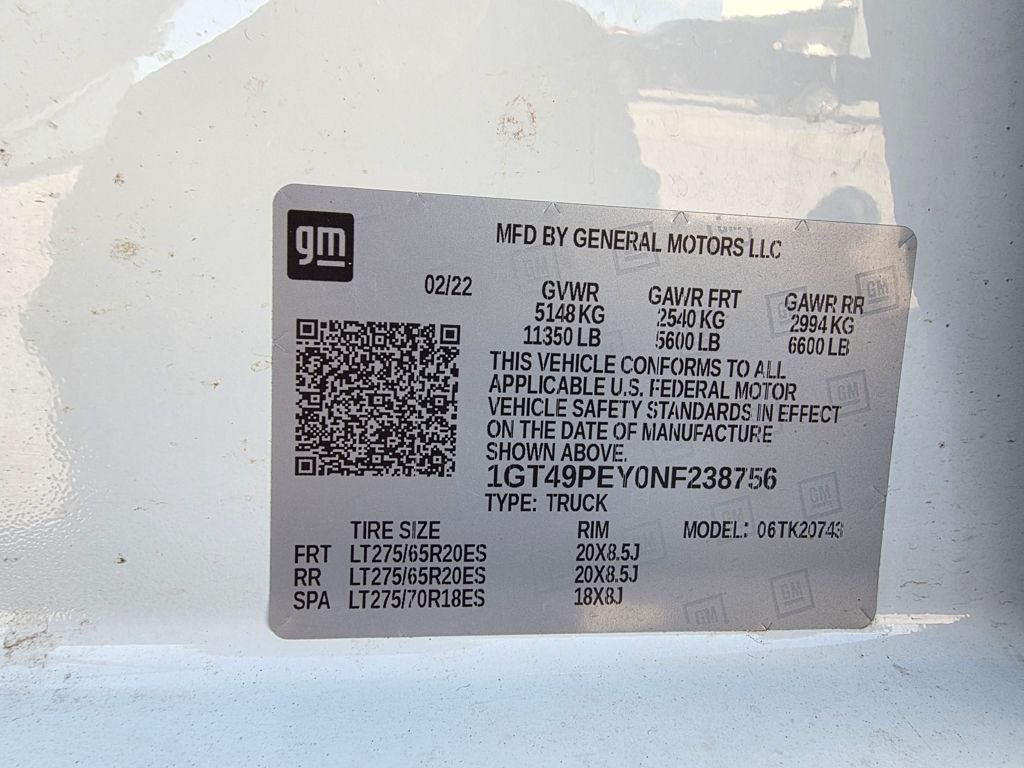 gm
MFD BY GENERAL MOTORS LLC
02/22 GVWR GAWR FRT GAWR RR
5148 KG 2540 KG 2994 KG
11350 LB 5600 LB 6600 LB
THIS VEHICLE CONFORMS TO ALL
APPLICABLE U.S. FEDERAL MOTOR
VEHICLE SAFETY STANDARDS IN EFFECT
ON THE DATE OF MANUFACTURE
SHOWN ABOVE.
1GT49PEY0NF238756
TYPE: TRUCK
TIRE SIZE RIM MODEL: 06TK20743
FRT LT275/65R20ES 20X8.5J
RR LT275/65R20ES 20X8.5J
SPA LT275/70R18ES 18X8J